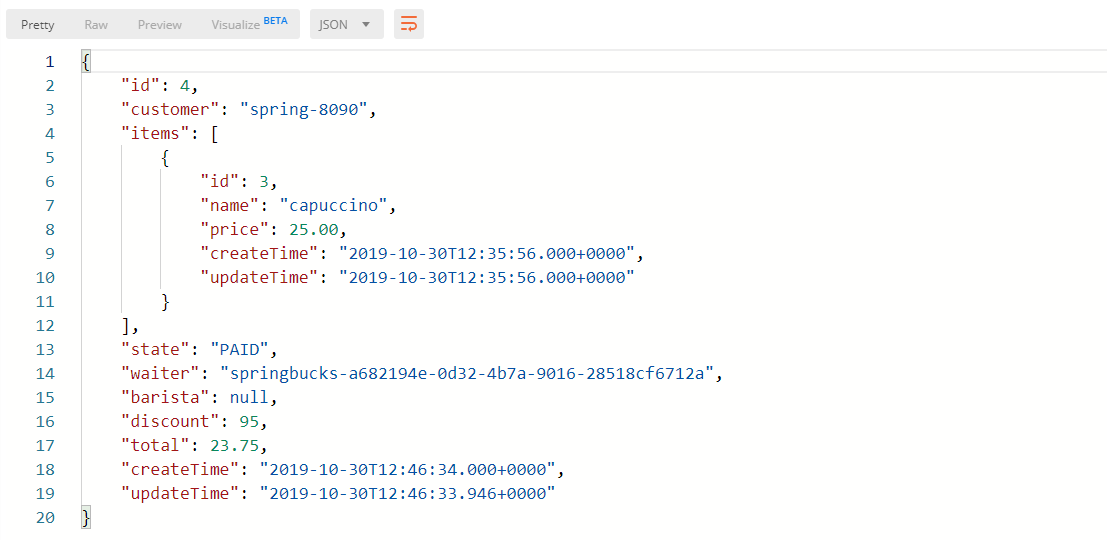 Pretty Raw Preview Visualize BETA JSON
1 {
2 "id": 4,
3 "customer": "spring-8090",
4 "items": [
5 {
6 "id": 3,
7 "name": "capuccino",
8 "price": 25.00,
9 "createTime": "2019-10-30T12:35:56.000+0000",
10 "updateTime": "2019-10-30T12:35:56.000+0000"
11 }
12 ],
13 "state": "PAID",
14 "waiter": "springbucks-a682194e-0d32-4b7a-9016-28518cf6712a",
15 "barista": null,
16 "discount": 95,
17 "total": 23.75,
18 "createTime": "2019-10-30T12:46:34.000+0000",
19 "updateTime": "2019-10-30T12:46:33.946+0000"
20 }